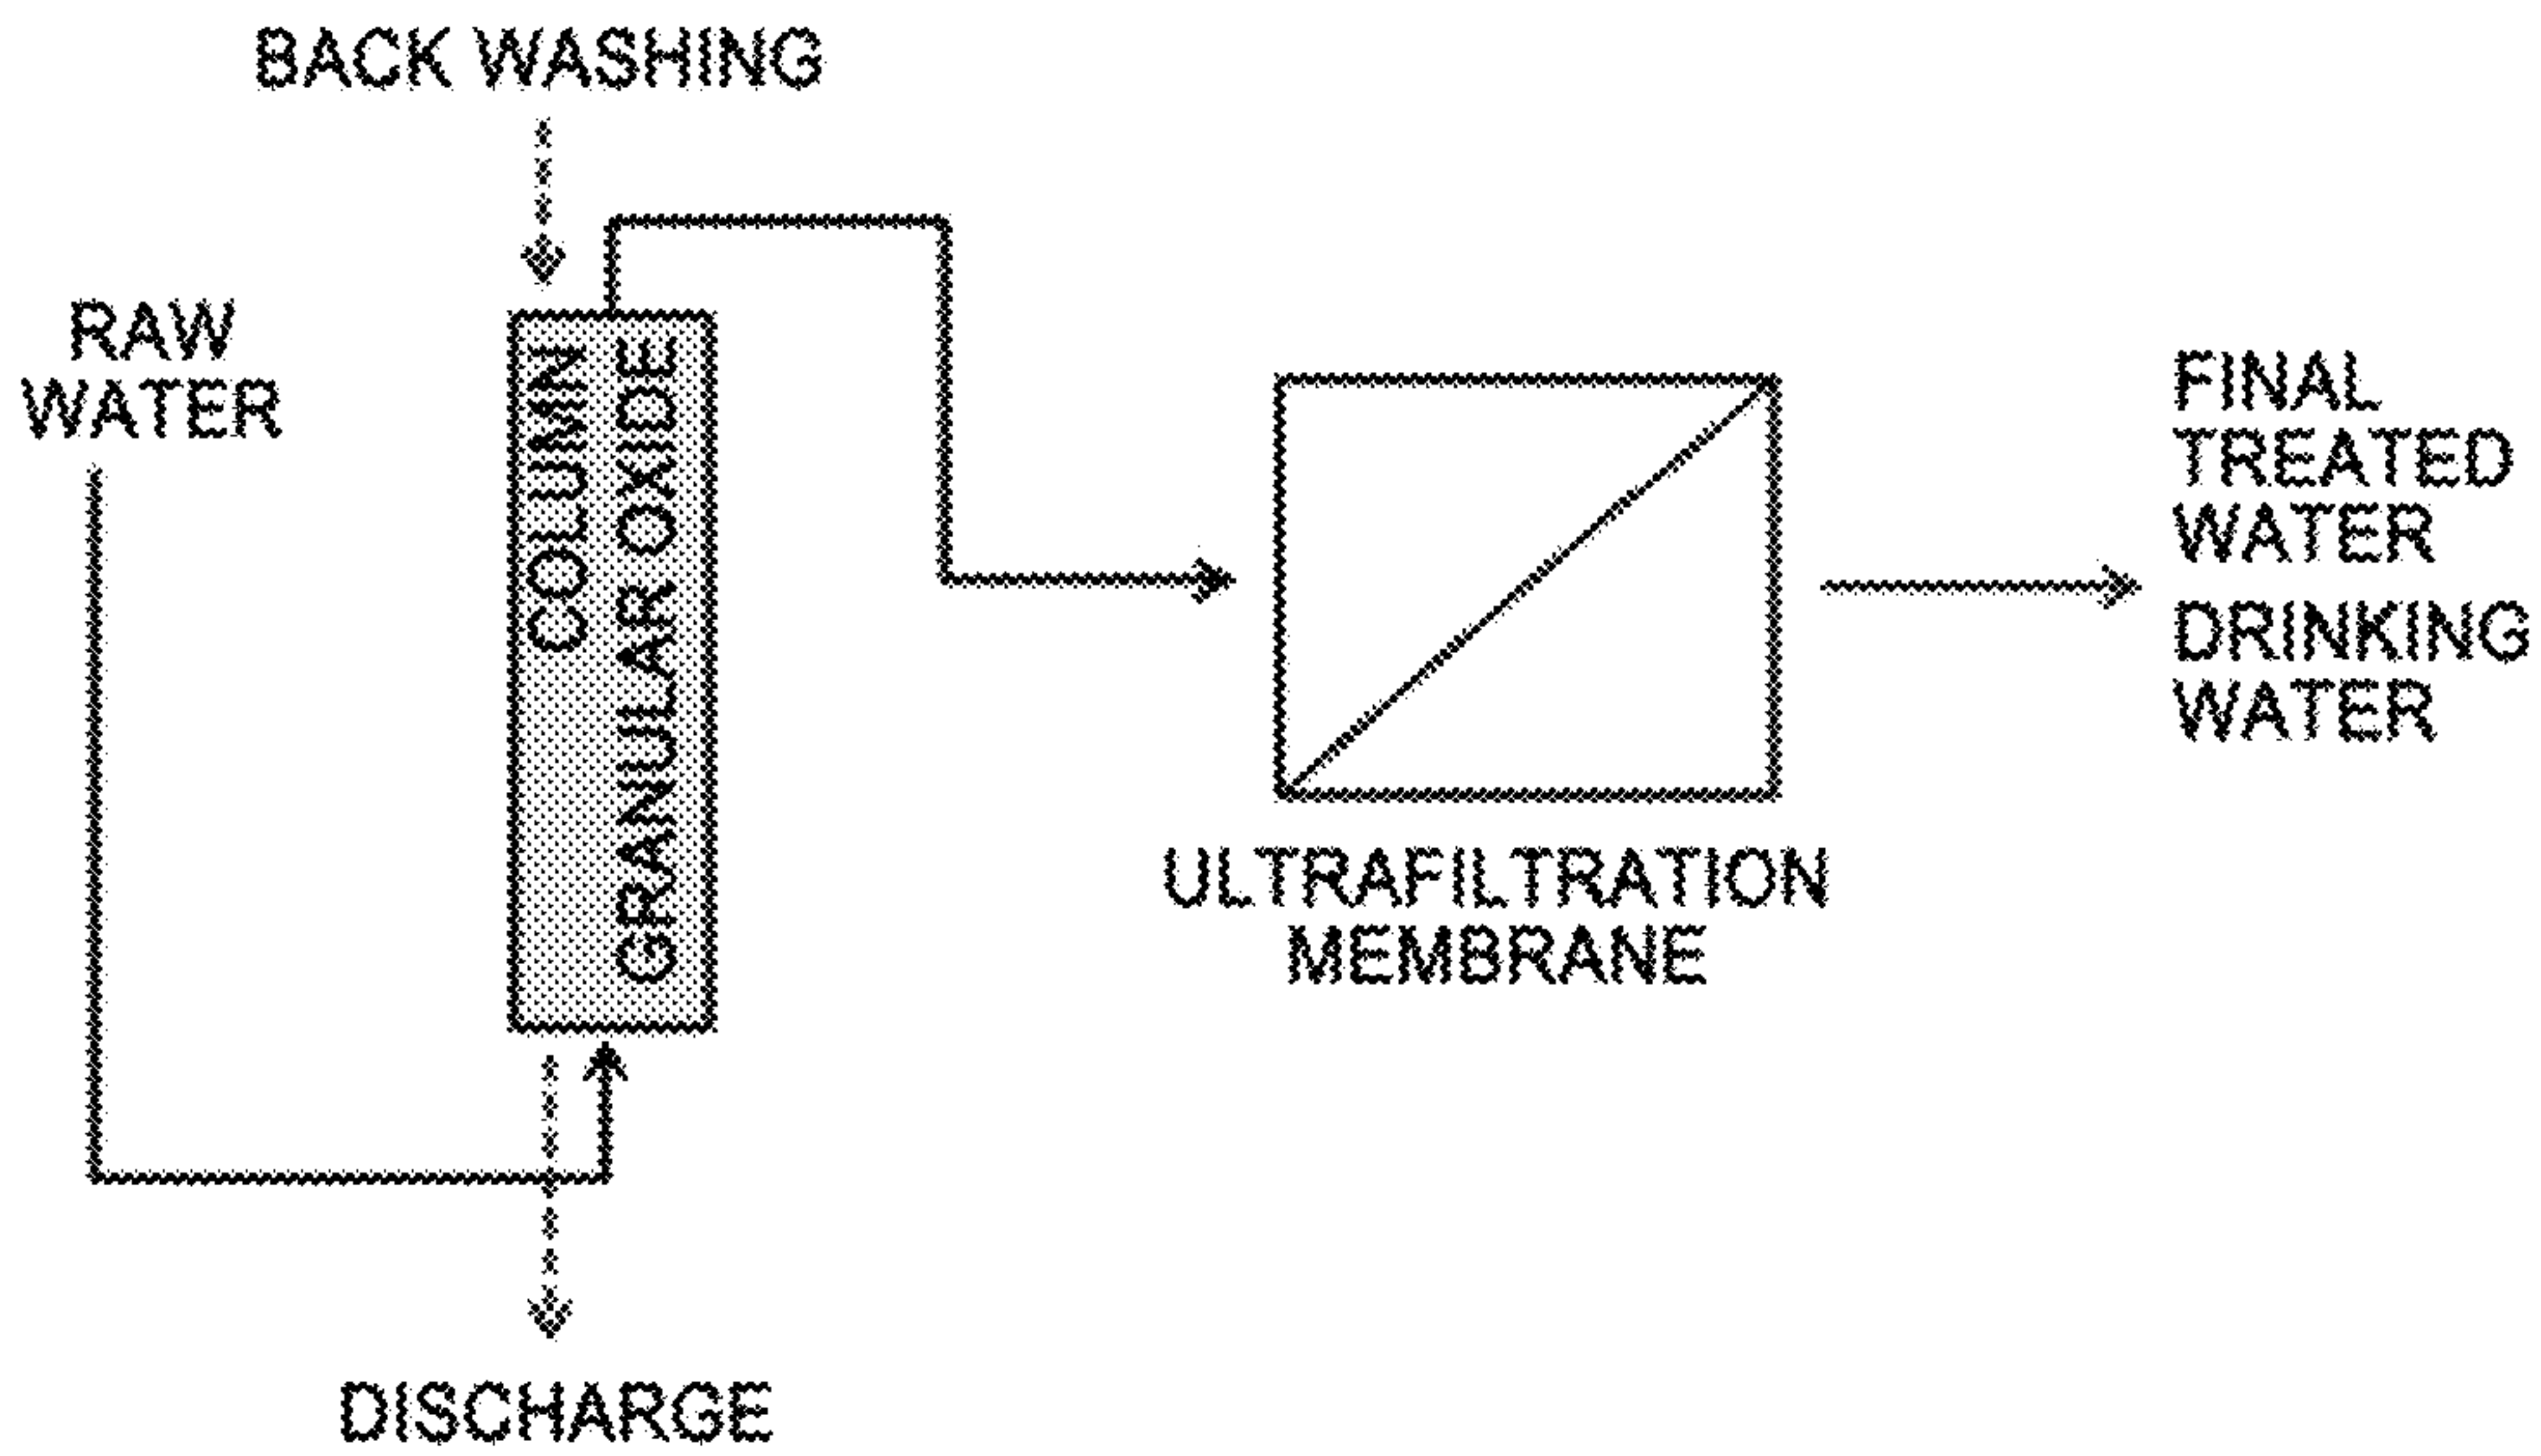 BACK WASHING
RAW
WATER
COLUMN
GRANULAR OXIDE
FINAL
TREATED
WATER
DRINKING
WATER
ULTRAFILTRATION
MEMBRANE
DISCHARGE